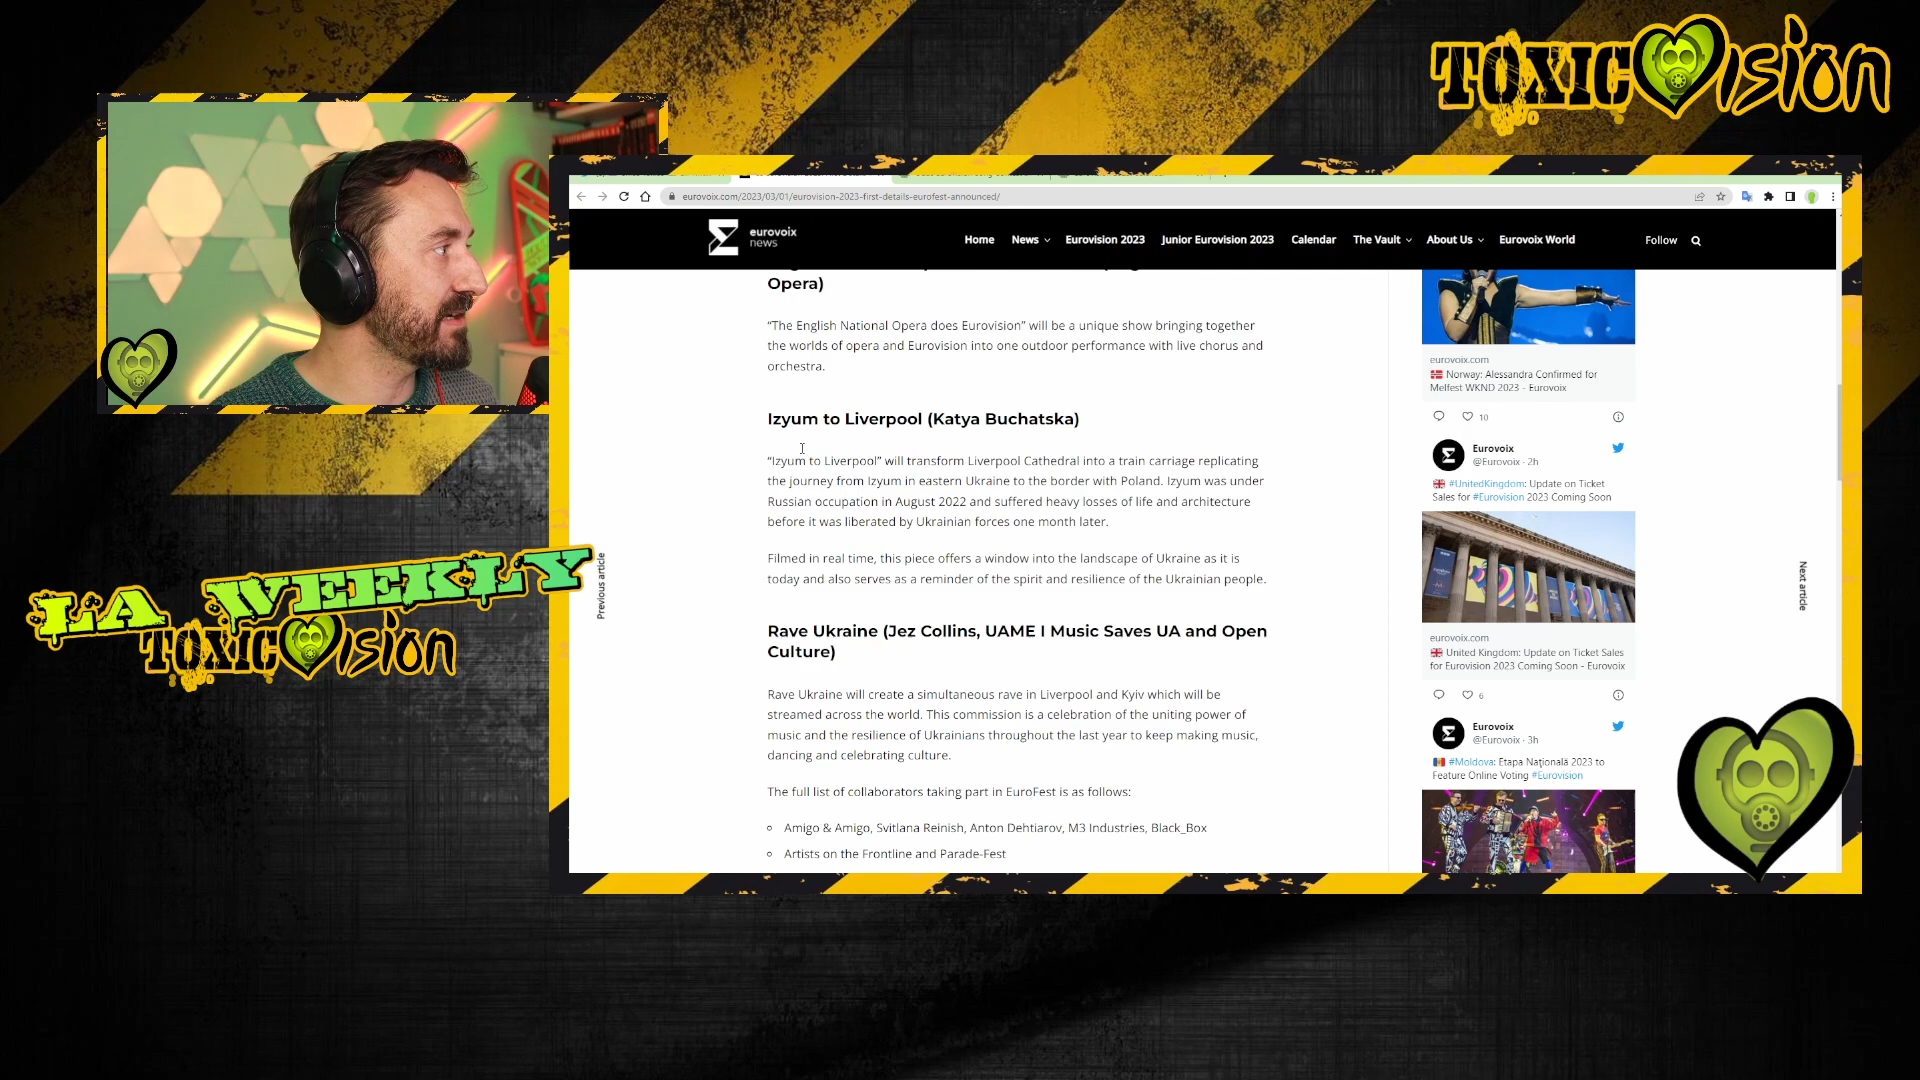 TOXICVISION
eurovoix.com/2023/03/01/eurovision-2023-first-details-eurofest-announced/
eurovoix
news
Home
News
Eurovision 2023
Junior Eurovision 2023
Calendar
The Vault
About Us
Eurovoix World
Follow
Opera)
“The English National Opera does Eurovision” will be a unique show bringing together
the worlds of opera and Eurovision into one outdoor performance with live chorus and
orchestra.
Izyum to Liverpool (Katya Buchatska)
“Izyum to Liverpool” will transform Liverpool Cathedral into a train carriage replicating
the journey from Izyum in eastern Ukraine to the border with Poland. Izyum was under
Russian occupation in August 2022 and suffered heavy losses of life and architecture
before it was liberated by Ukrainian forces one month later.
Filmed in real time, this piece offers a window into the landscape of Ukraine as it is
today and also serves as a reminder of the spirit and resilience of the Ukrainian people.
Rave Ukraine (Jez Collins, UAME I Music Saves UA and Open
Culture)
Rave Ukraine will create a simultaneous rave in Liverpool and Kyiv which will be
streamed across the world. This commission is a celebration of the uniting power of
music and the resilience of Ukrainians throughout the last year to keep making music,
dancing and celebrating culture.
The full list of collaborators taking part in EuroFest is as follows:
Amigo & Amigo, Svitlana Reinish, Anton Dehtiarov, M3 Industries, Black_Box
Artists on the Frontline and Parade-Fest
Previous article
Next article
eurovoix.com
Norway: Alessandra Confirmed for
Melfest WKND 2023 - Eurovoix
10
Eurovoix
@Eurovoix · 2h
#UnitedKingdom: Update on Ticket
Sales for #Eurovision 2023 Coming Soon
eurovoix.com
United Kingdom: Update on Ticket Sales
for Eurovision 2023 Coming Soon - Eurovoix
6
Eurovoix
@Eurovoix · 3h
#Moldova: Etapa Națională 2023 to
Feature Online Voting #Eurovision
LA WEEKLY
TOXICVISION